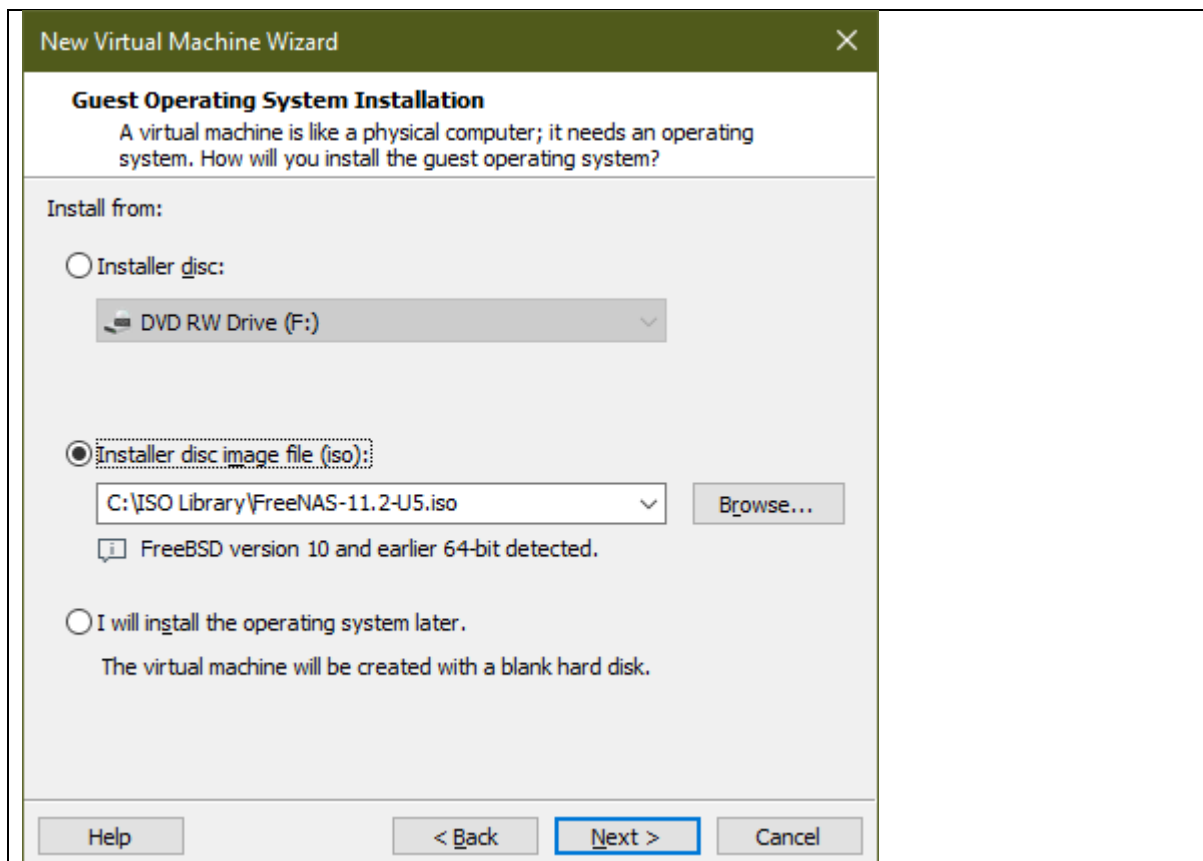 New Virtual Machine Wizard
Guest Operating System Installation
A virtual machine is like a physical computer; it needs an operating
system. How will you install the guest operating system?
Install from:
Installer disc:
DVD RW Drive (F:)
Installer disc image file (iso):
C:\ISO Library\FreeNAS-11.2-U5.iso
Browse...
FreeBSD version 10 and earlier 64-bit detected.
I will install the operating system later.
The virtual machine will be created with a blank hard disk.
Help
< Back
Next >
Cancel